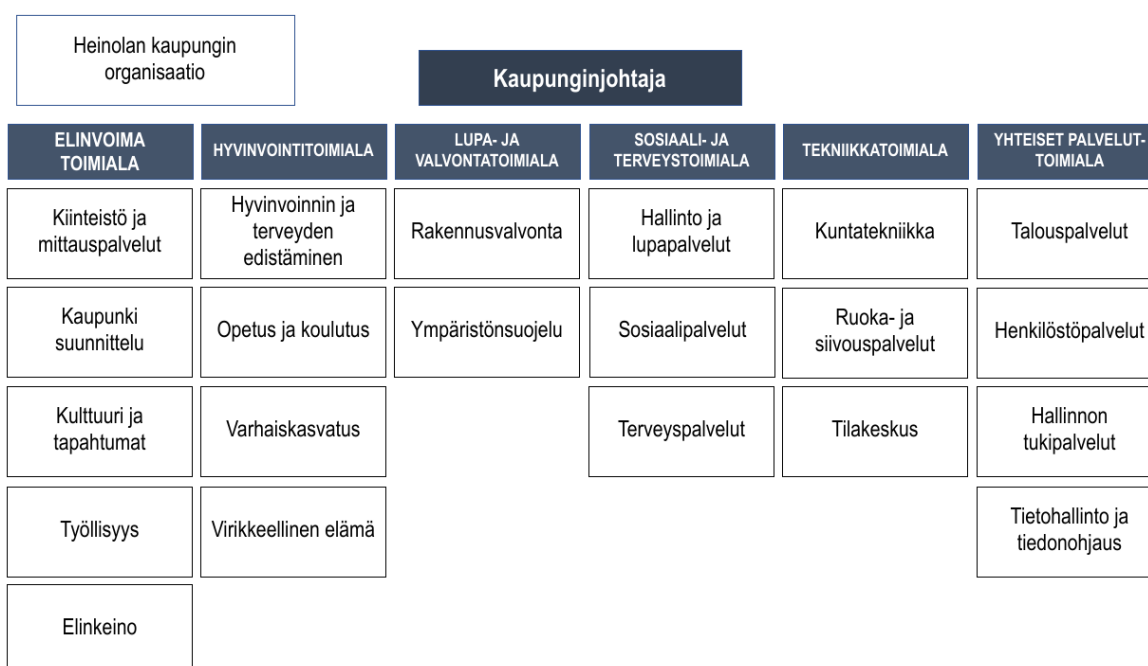 Heinolan kaupungin
organisaatio
Kaupunginjohtaja
ELINVOIMA
TOIMIALA
Kiinteistö ja
mittauspalvelut
Kaupunki
suunnittelu
Kulttuuri ja
tapahtumat
Työllisyys
Elinkeino
HYVINVOINTITOIMIALA
Hyvinvoinnin ja
terveyden
edistäminen
Opetus ja koulutus
Varhaiskasvatus
Virikkeellinen elämä
LUPA- JA
VALVONTATOIMIALA
Rakennusvalvonta
Ympäristönsuojelu
SOSIAALI- JA
TERVEYSTOIMIALA
Hallinto ja
lupapalvelut
Sosiaalipalvelut
Terveyspalvelut
TEKNIIKKATOIMIALA
Kuntatekniikka
Ruoka- ja
siivouspalvelut
Tilakeskus
YHTEISET PALVELUT-
TOIMIALA
Talouspalvelut
Henkilöstöpalvelut
Hallinnon
tukipalvelut
Tietohallinto ja
tiedonohjaus